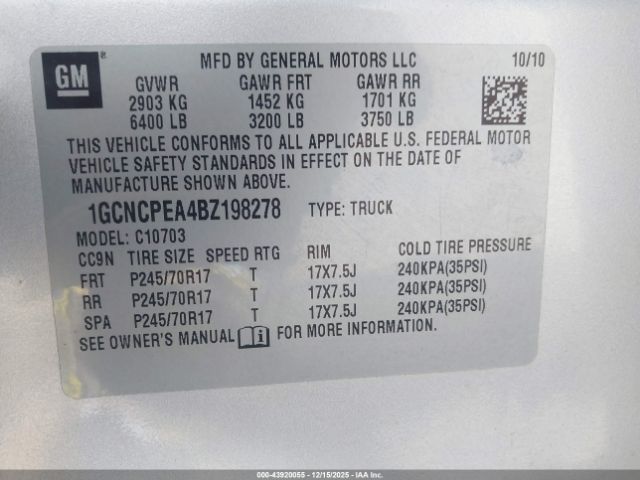 GM
MFD BY GENERAL MOTORS LLC 10/10
GVWR GAWR FRT GAWR RR
2903 KG 1452 KG 1701 KG
6400 LB 3200 LB 3750 LB
THIS VEHICLE CONFORMS TO ALL APPLICABLE U.S. FEDERAL MOTOR
VEHICLE SAFETY STANDARDS IN EFFECT ON THE DATE OF
MANUFACTURE SHOWN ABOVE.
1GCNCPEA4BZ198278 TYPE: TRUCK
MODEL: C10703
CC9N TIRE SIZE SPEED RTG RIM COLD TIRE PRESSURE
FRT P245/70R17 T 17X7.5J 240KPA(35PSI)
RR P245/70R17 T 17X7.5J 240KPA(35PSI)
SPA P245/70R17 T 17X7.5J 240KPA(35PSI)
SEE OWNER'S MANUAL FOR MORE INFORMATION.
000-43920055 - 12/15/2025 - IAAI.COM